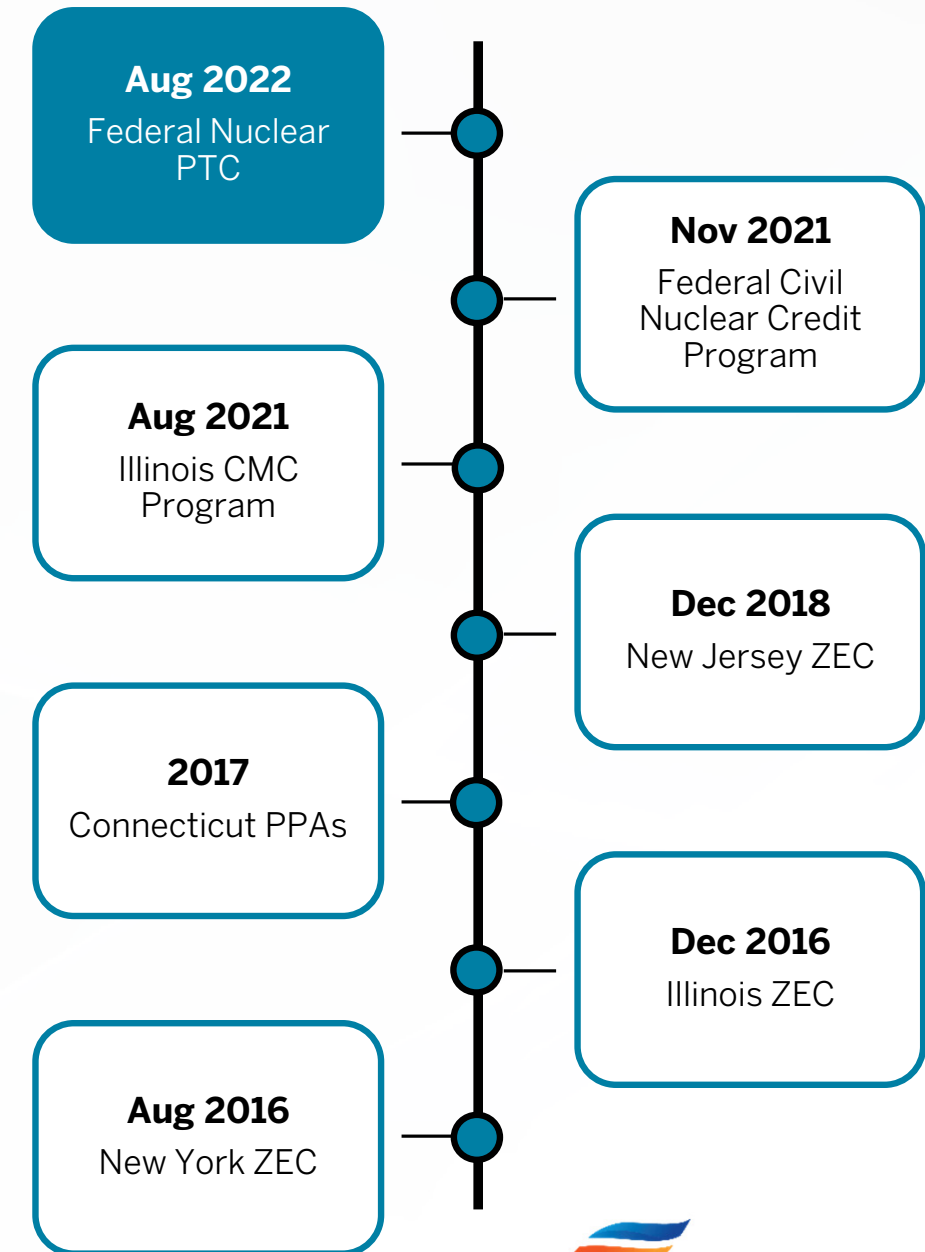 Aug 2022
Federal Nuclear
PTC
Nov 2021
Federal Civil
Nuclear Credit
Program
Aug 2021
Illinois CMC
Program
Dec 2018
New Jersey ZEC
2017
Connecticut PPAs
Dec 2016
Illinois ZEC
Aug 2016
New York ZEC